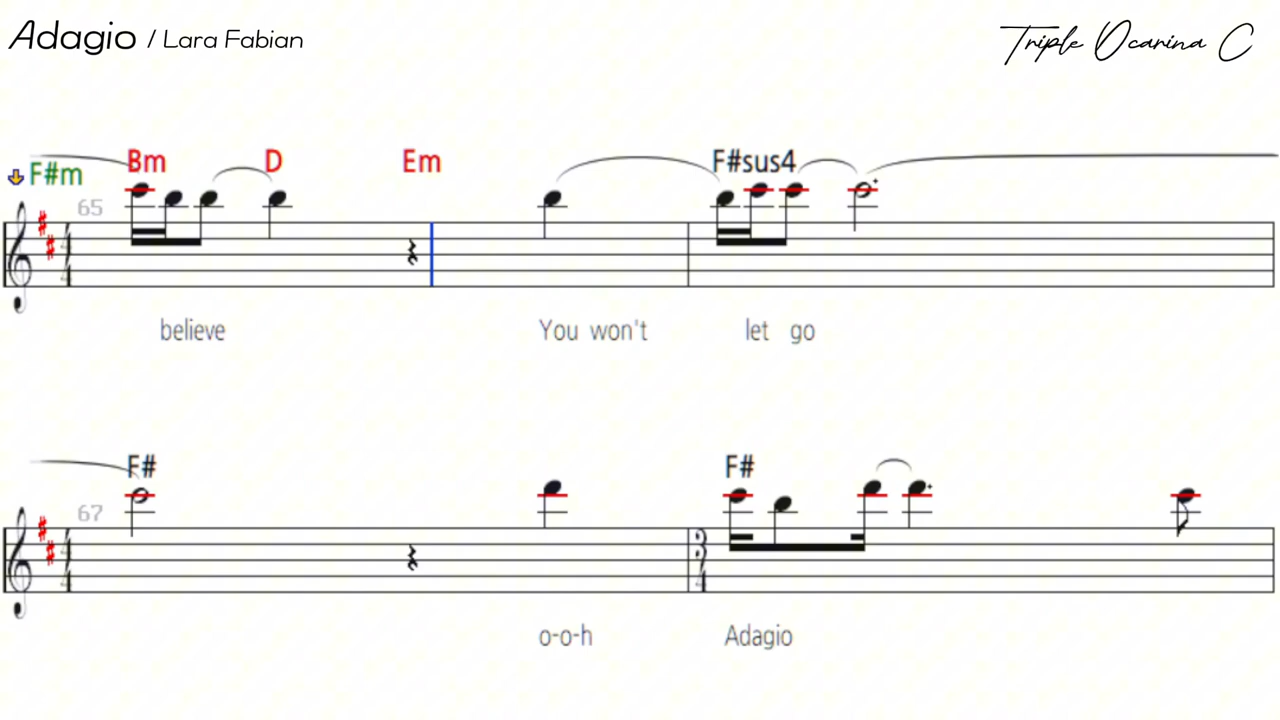 Adagio / Lara Fabian
Triple Ocarina C
F#m Bm D Em F#sus4
65
believe You won't let go
F# F#
67
o-o-h Adagio